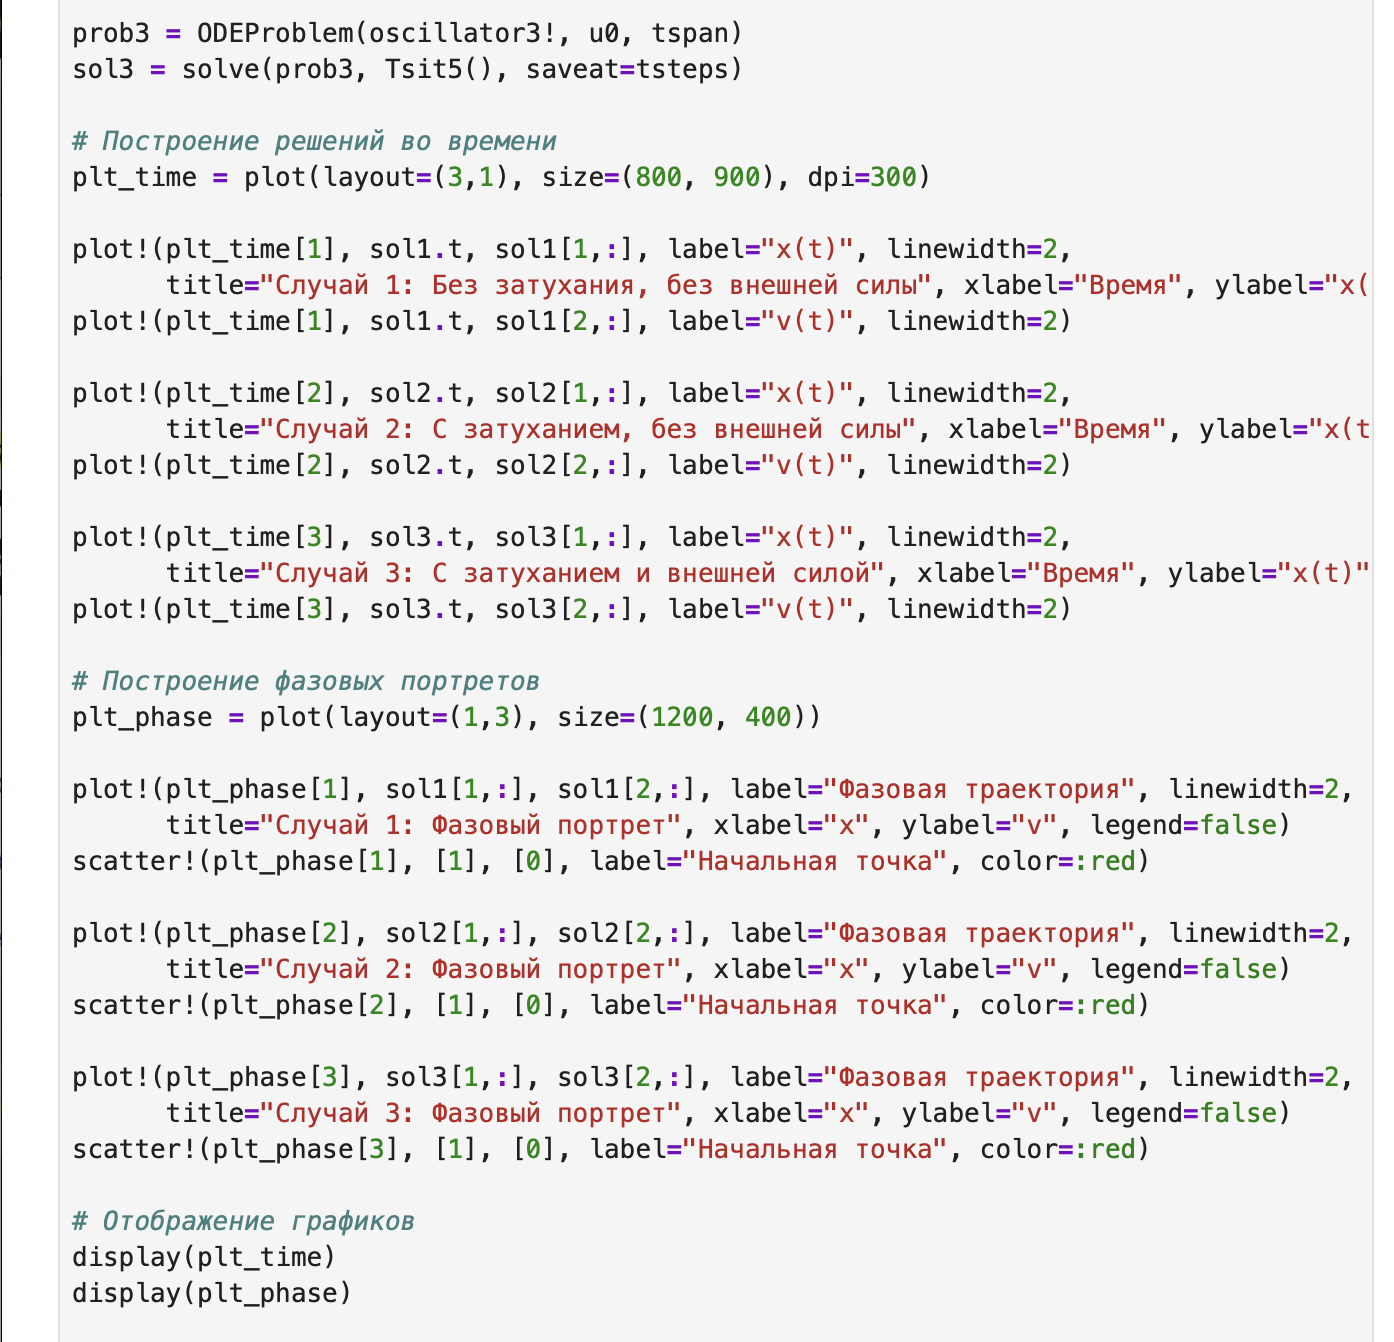 prob3 = ODEProblem(oscillator3!, u0, tspan)
sol3 = solve(prob3, Tsit5(), saveat=tsteps)
# Построение решений во времени
plt_time = plot(layout=(3,1), size=(800, 900), dpi=300)
plot!(plt_time[1], sol1.t, sol1[1,:], label="x(t)", linewidth=2,
title="Случай 1: Без затухания, без внешней силы", xlabel="Время", ylabel="x(
plot!(plt_time[1], sol1.t, sol1[2,:], label="v(t)", linewidth=2)
plot!(plt_time[2], sol2.t, sol2[1,:], label="x(t)", linewidth=2,
title="Случай 2: С затуханием, без внешней силы", xlabel="Время", ylabel="x(t
plot!(plt_time[2], sol2.t, sol2[2,:], label="v(t)", linewidth=2)
plot!(plt_time[3], sol3.t, sol3[1,:], label="x(t)", linewidth=2,
title="Случай 3: С затуханием и внешней силой", xlabel="Время", ylabel="x(t)"
plot!(plt_time[3], sol3.t, sol3[2,:], label="v(t)", linewidth=2)
# Построение фазовых портретов
plt_phase = plot(layout=(1,3), size=(1200, 400))
plot!(plt_phase[1], sol1[1,:], sol1[2,:], label="Фазовая траектория", linewidth=2,
title="Случай 1: Фазовый портрет", xlabel="x", ylabel="v", legend=false)
scatter!(plt_phase[1], [1], [0], label="Начальная точка", color=:red)
plot!(plt_phase[2], sol2[1,:], sol2[2,:], label="Фазовая траектория", linewidth=2,
title="Случай 2: Фазовый портрет", xlabel="x", ylabel="v", legend=false)
scatter!(plt_phase[2], [1], [0], label="Начальная точка", color=:red)
plot!(plt_phase[3], sol3[1,:], sol3[2,:], label="Фазовая траектория", linewidth=2,
title="Случай 3: Фазовый портрет", xlabel="x", ylabel="v", legend=false)
scatter!(plt_phase[3], [1], [0], label="Начальная точка", color=:red)
# Отображение графиков
display(plt_time)
display(plt_phase)